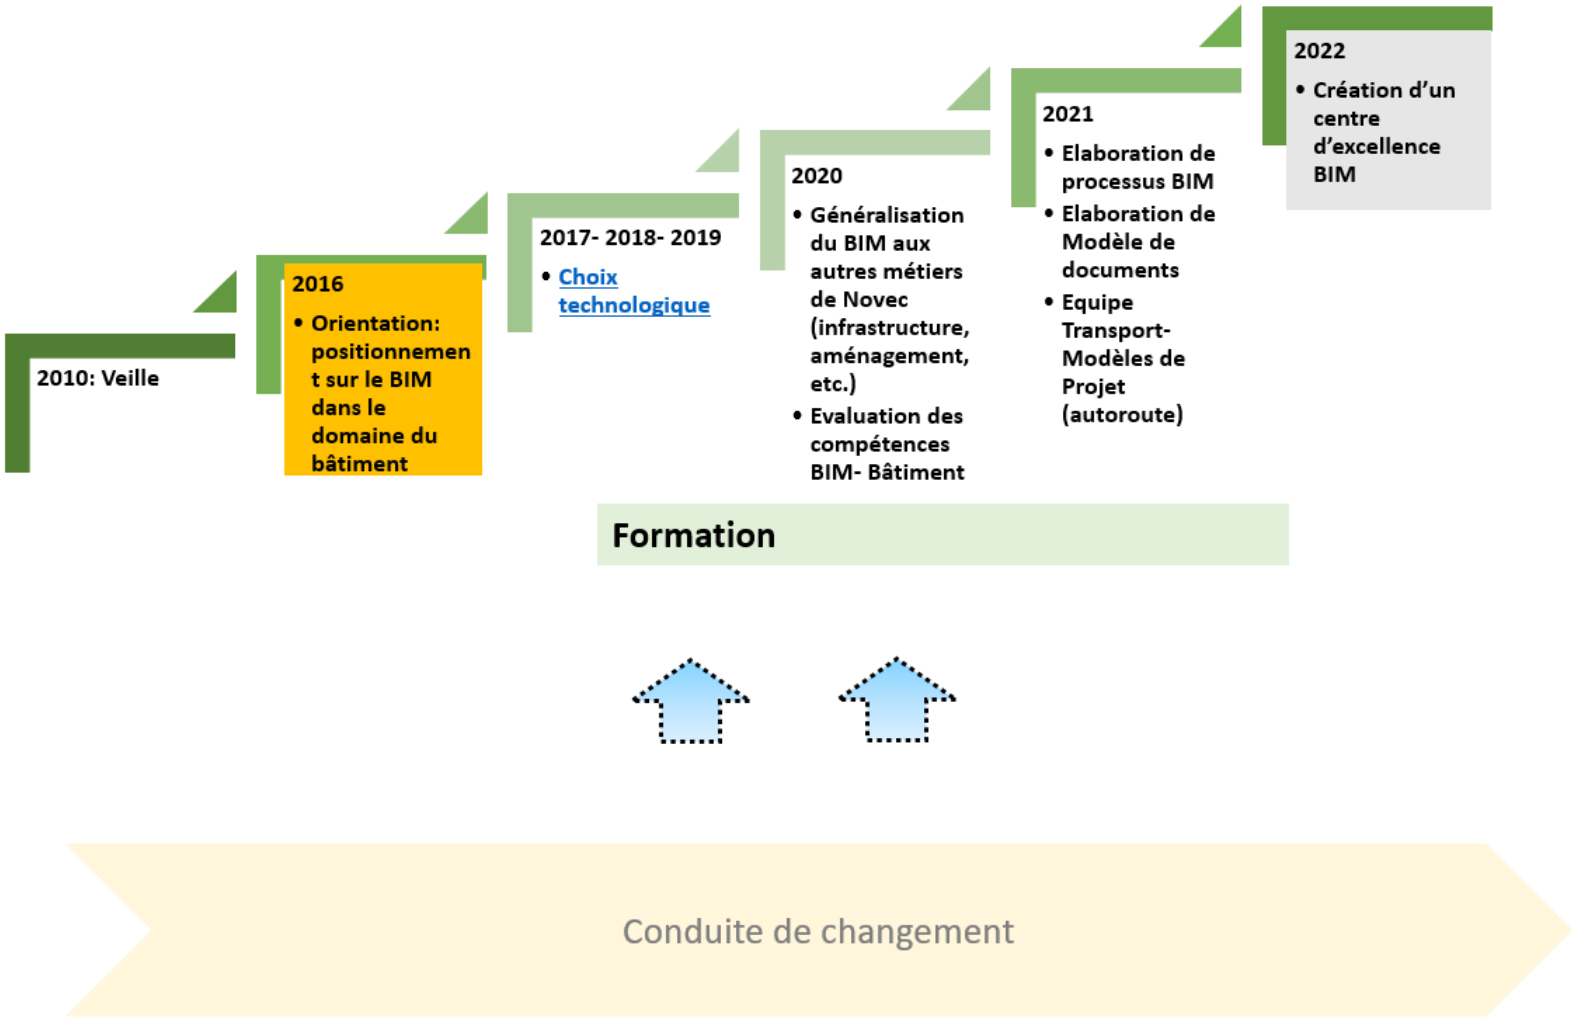 2010: Veille
2016
• Orientation:
positionnemen
t sur le BIM
dans le
domaine du
bâtiment
2017- 2018- 2019
• Choix
technologique
2020
• Généralisation
du BIM aux
autres métiers
de Novec
(infrastructure,
aménagement,
etc.)
• Evaluation des
compétences
BIM- Bâtiment
2021
• Elaboration de
processus BIM
• Elaboration de
Modèle de
documents
• Equipe
Transport-
Modèles de
Projet
(autoroute)
2022
• Création d’un
centre
d’excellence
BIM
Formation
Conduite de changement